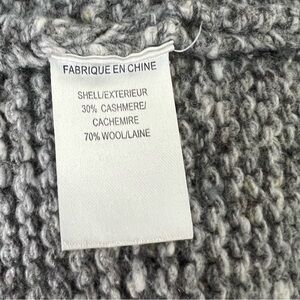 FABRIQUE EN CHINE
SHELL/EXTERIEUR
30% CASHMERE/
CACHEMIRE
70% WOOL/LAINE